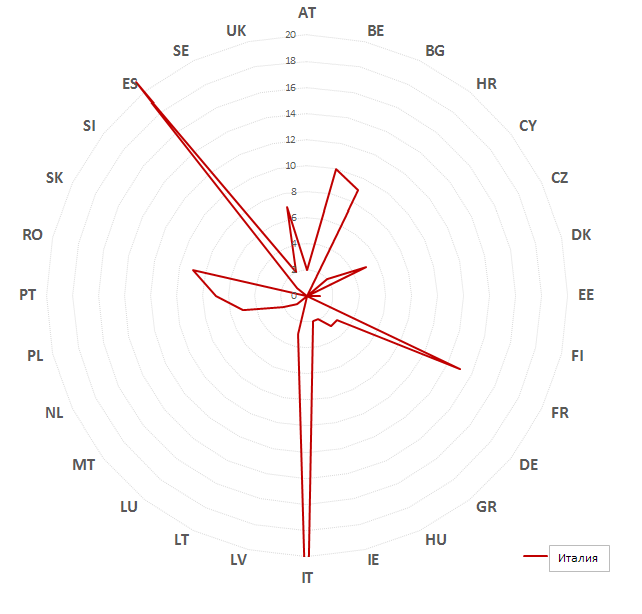 AT
UK
BE
SE
BG
ES
HR
SI
CY
SK
CZ
RO
DK
PT
EE
PL
FI
NL
FR
MT
DE
LU
GR
LT
HU
LV
IE
IT
20
18
16
14
12
10
8
6
4
2
0
Италия